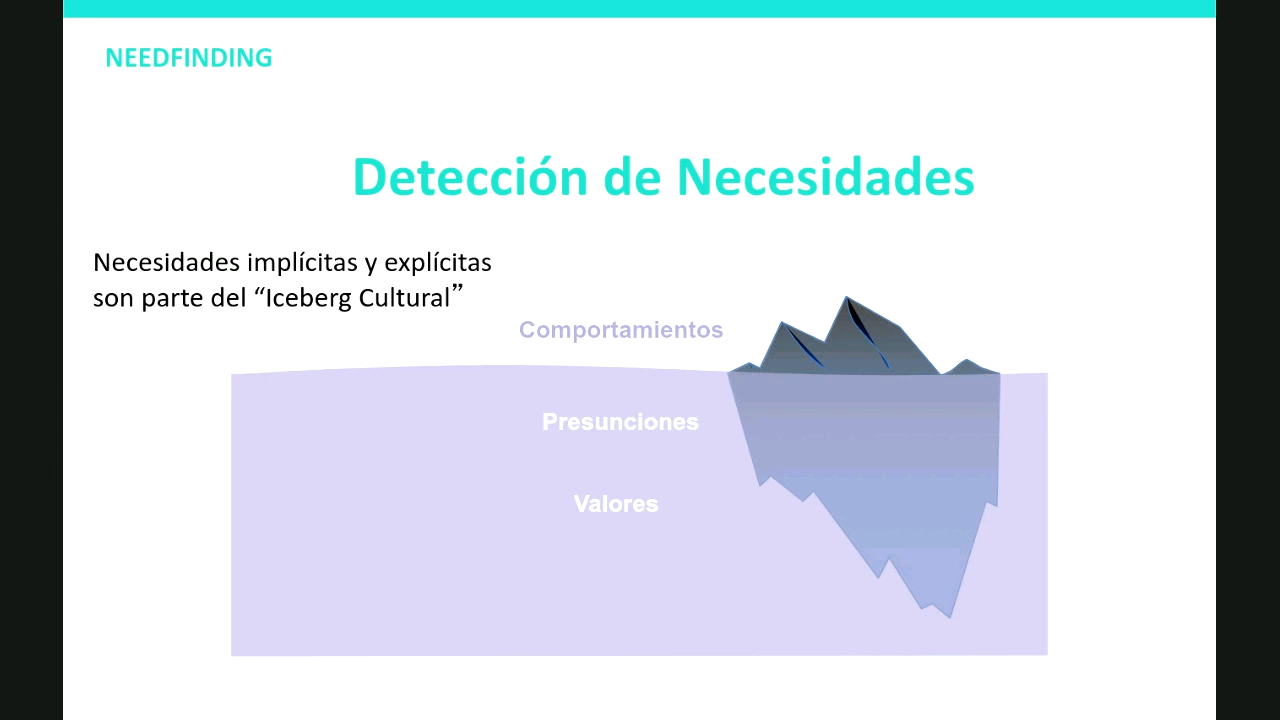 NEEDFINDING
Detección de Necesidades
Necesidades implícitas y explícitas
son parte del “Iceberg Cultural”
Comportamientos
Presunciones
Valores